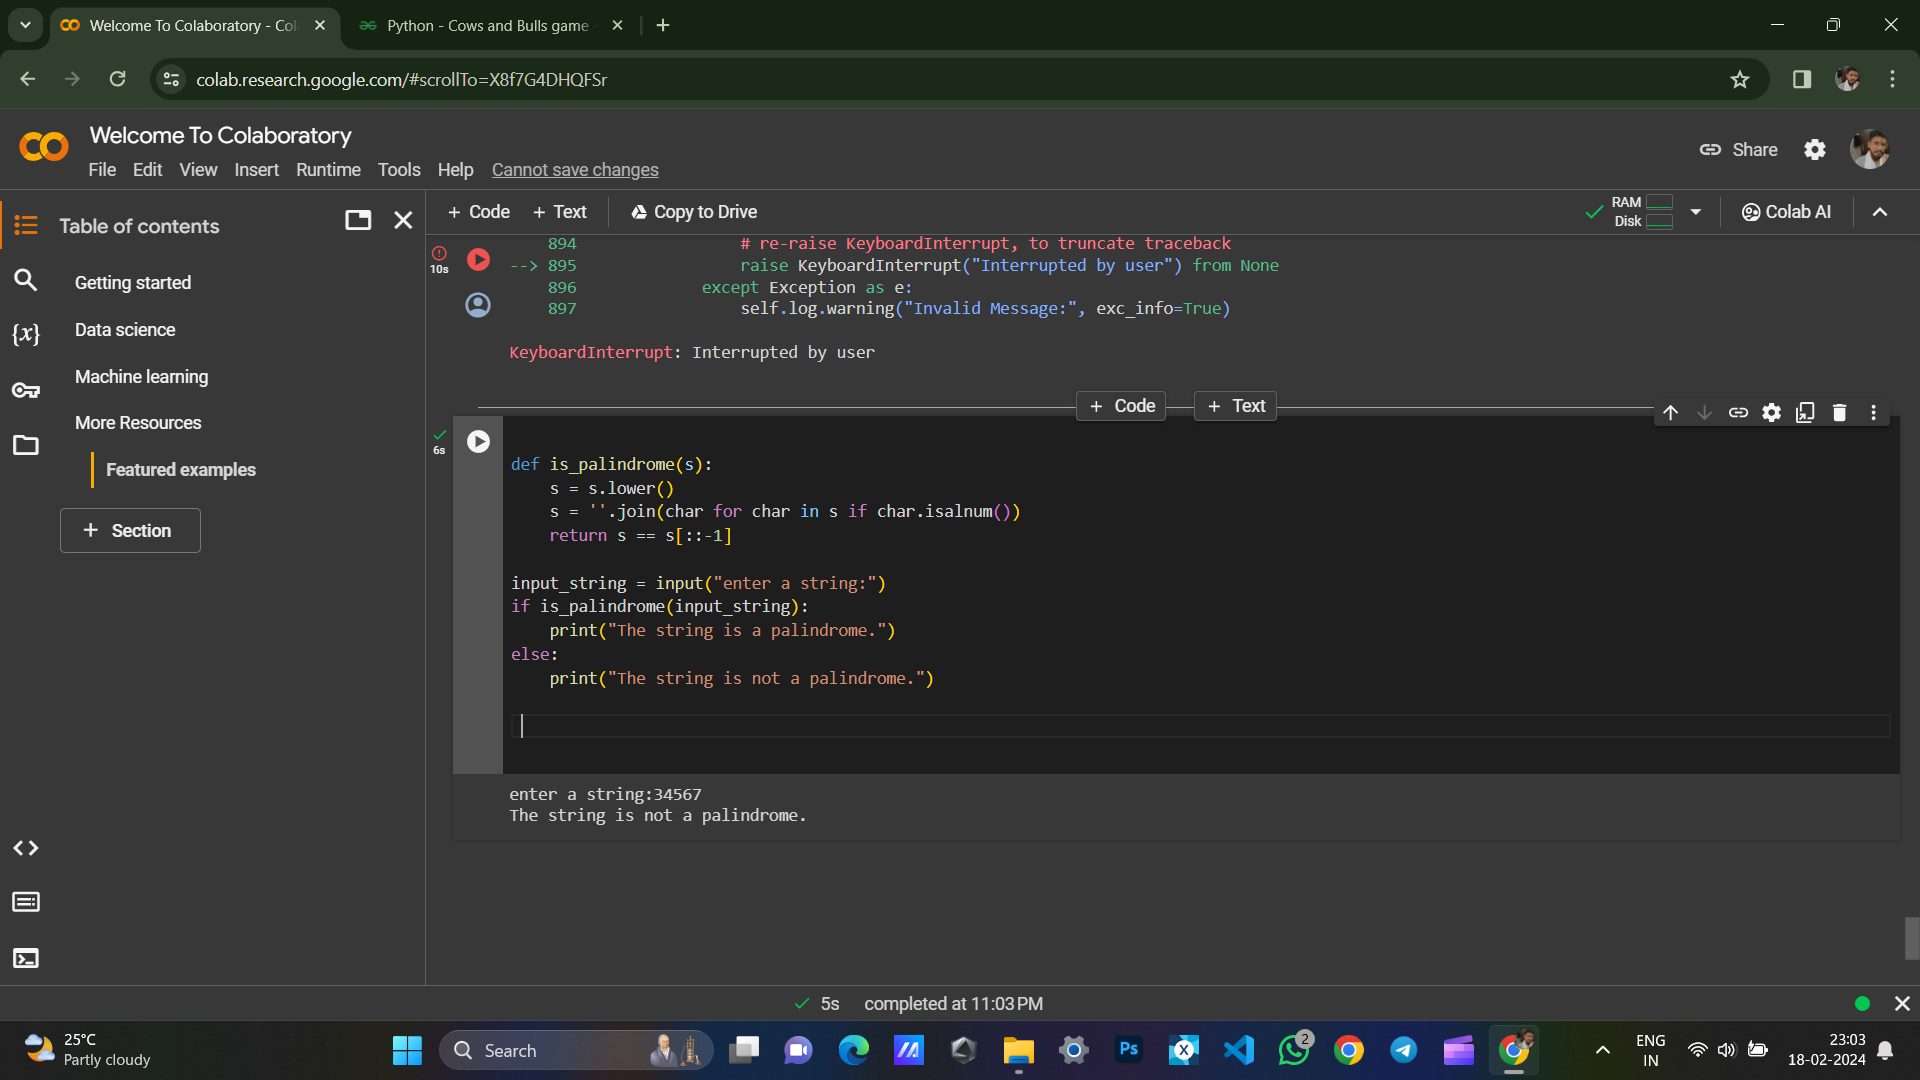 Welcome To Colaboratory - Col
Python - Cows and Bulls game -
colab.research.google.com/#scrollTo=X8f7G4DHQFSr
Welcome To Colaboratory
File Edit View Insert Runtime Tools Help Cannot save changes
Share
Table of contents
+ Code + Text Copy to Drive
RAM
Disk
Colab AI
Getting started
Data science
Machine learning
More Resources
Featured examples
+ Section
{x}
10s
894 # re-raise KeyboardInterrupt, to truncate traceback
--> 895 raise KeyboardInterrupt("Interrupted by user") from None
896 except Exception as e:
897 self.log.warning("Invalid Message:", exc_info=True)
KeyboardInterrupt: Interrupted by user
+ Code + Text
6s
def is_palindrome(s):
s = s.lower()
s = ''.join(char for char in s if char.isalnum())
return s == s[::-1]
input_string = input("enter a string:")
if is_palindrome(input_string):
print("The string is a palindrome.")
else:
print("The string is not a palindrome.")
enter a string:34567
The string is not a palindrome.
5s completed at 11:03 PM
25°C
Partly cloudy
Search
Ps
X
2
ENG
IN
23:03
18-02-2024